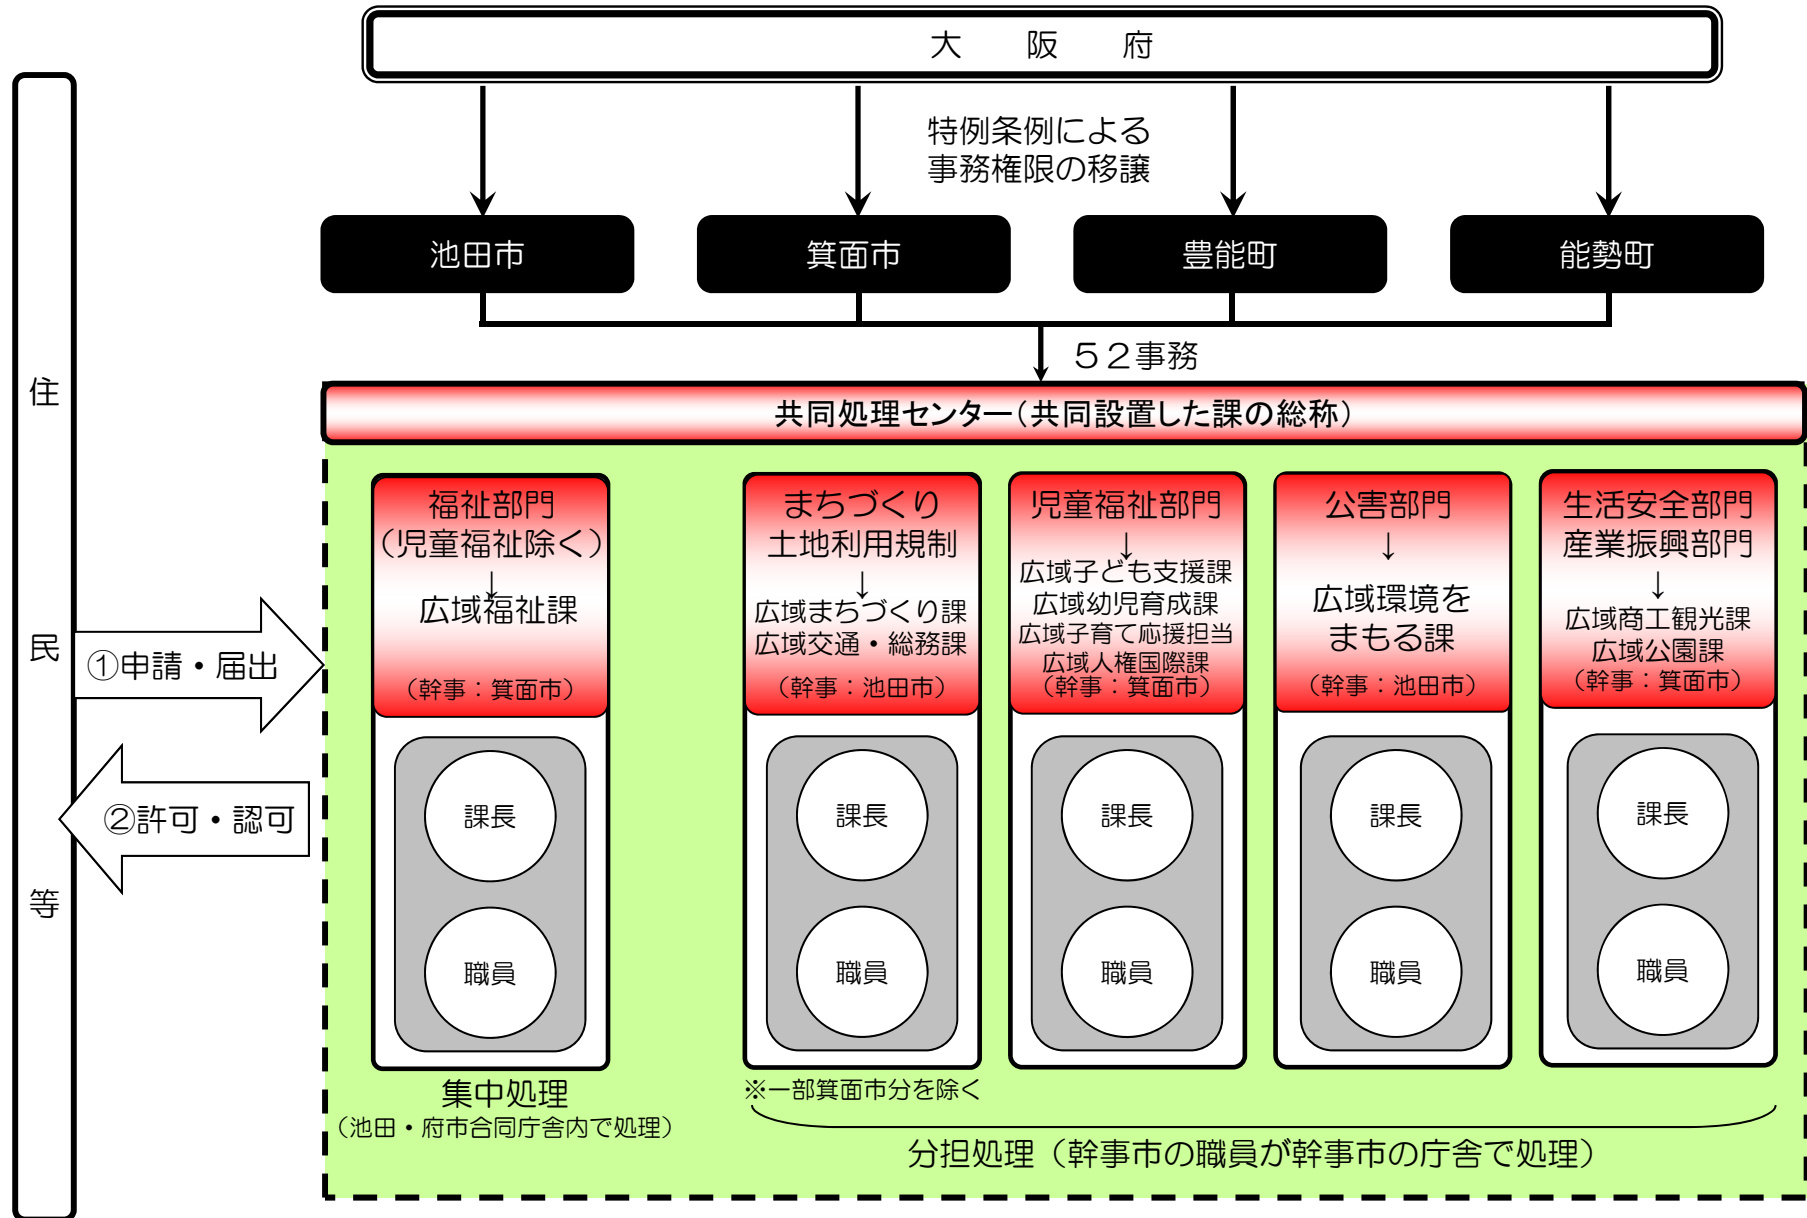 大　阪　府
特例条例による
事務権限の移譲
池田市
箕面市
豊能町
能勢町
５２事務
住民等
①申請・届出
②許可・認可
共同処理センター（共同設置した課の総称）
福祉部門
（児童福祉除く）
↓
広域福祉課
（幹事：箕面市）
課長
職員
集中処理
（池田・府市合同庁舎内で処理）
まちづくり
土地利用規制
↓
広域まちづくり課
広域交通・総務課
（幹事：池田市）
課長
職員
※一部箕面市分を除く
児童福祉部門
↓
広域子ども支援課
広域幼児育成課
広域子育て応援担当
広域人権国際課
（幹事：箕面市）
課長
職員
公害部門
↓
広域環境を
まもる課
（幹事：池田市）
課長
職員
生活安全部門
産業振興部門
↓
広域商工観光課
広域公園課
（幹事：箕面市）
課長
職員
分担処理（幹事市の職員が幹事市の庁舎で処理）